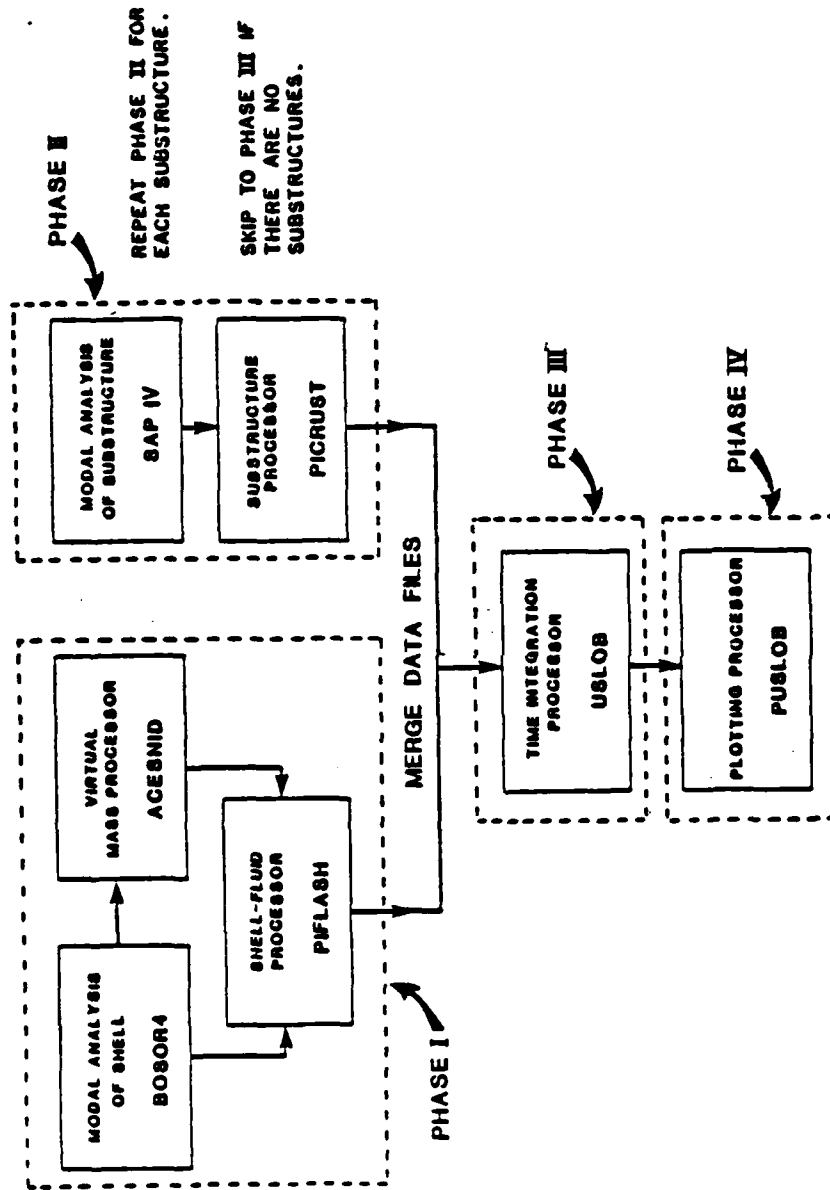 MODAL ANALYSIS
OF SHELL
BOSOR4
VIRTUAL
MASS PROCESSOR
ACESNID
SHELL-FLUID
PROCESSOR
PIFLASH
PHASE I
MODAL ANALYSIS
OF SUBSTRUCTURE
SAP IV
SUBSTRUCTURE
PROCESSOR
PICRUST
PHASE II
REPEAT PHASE II FOR
EACH SUBSTRUCTURE.
SKIP TO PHASE III IF
THERE ARE NO
SUBSTRUCTURES.
MERGE DATA FILES
TIME INTEGRATION
PROCESSOR
USLOB
PHASE III
PLOTTING PROCESSOR
PUSLOB
PHASE IV